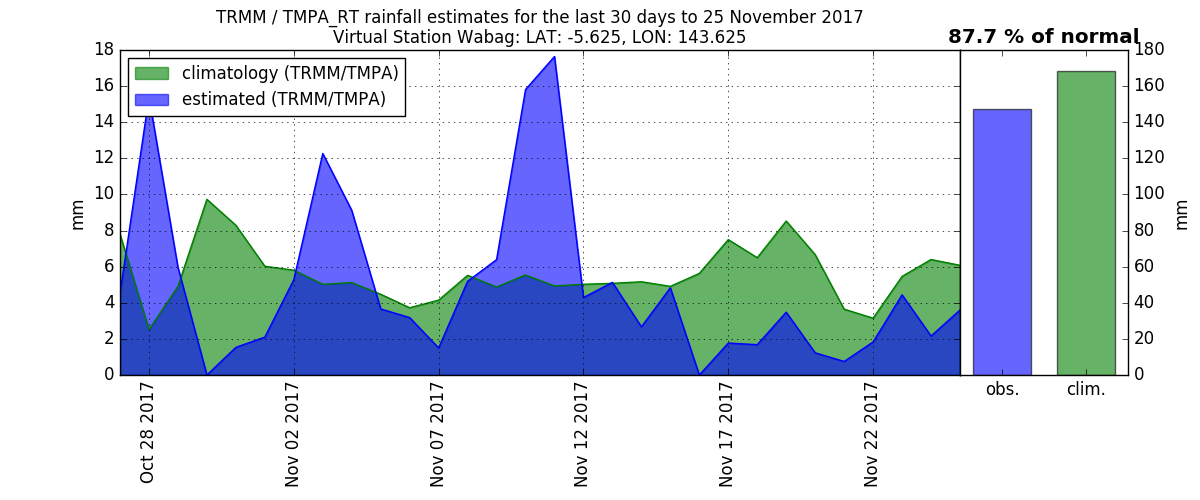 TRMM / TMPA_RT rainfall estimates for the last 30 days to 25 November 2017
Virtual Station Wabag: LAT: -5.625, LON: 143.625
87.7 % of normal
climatology (TRMM/TMPA)
estimated (TRMM/TMPA)
18
16
14
12
10
8
6
4
2
0
mm
Oct 28 2017
Nov 02 2017
Nov 07 2017
Nov 12 2017
Nov 17 2017
Nov 22 2017
obs.
clim.
180
160
140
120
100
80
60
40
20
0
mm